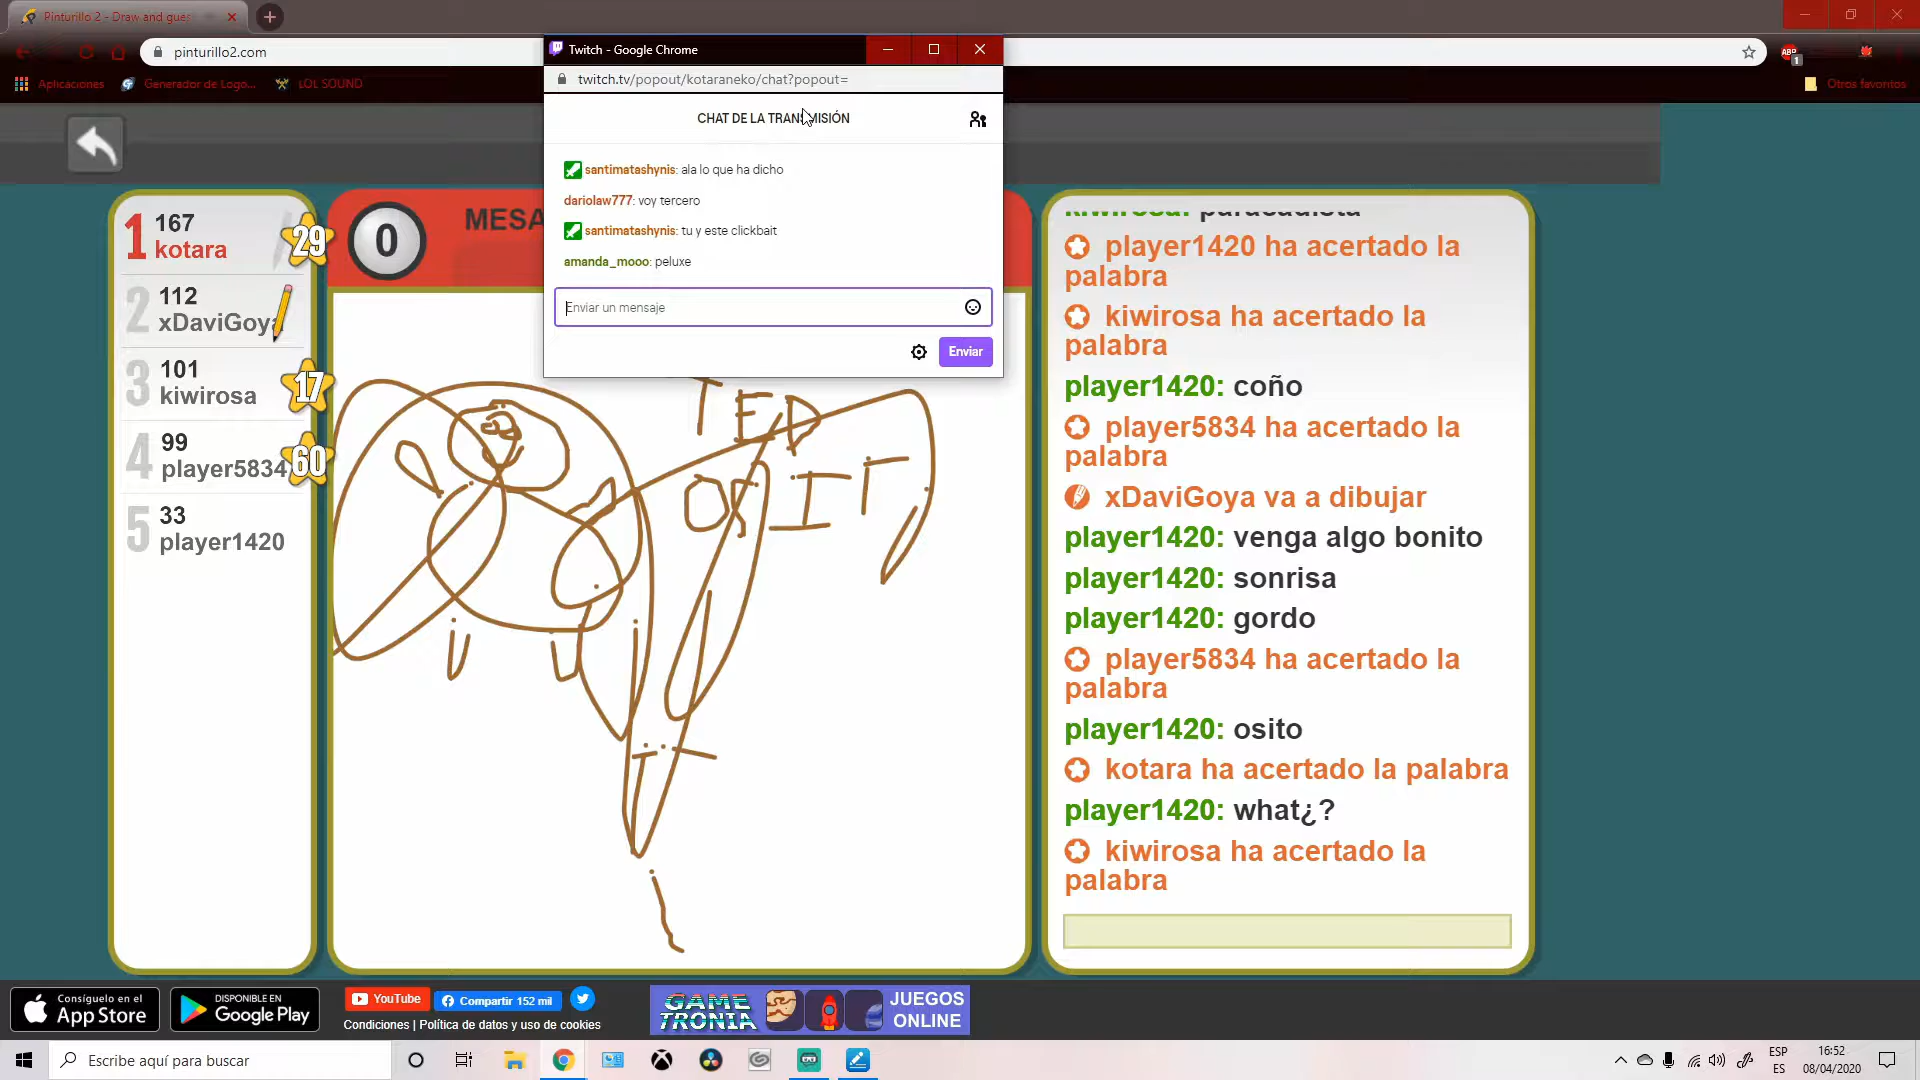 Pinturillo 2 - Draw and gues
pinturillo2.com
Aplicaciones
Generador de Logo...
LOL SOUND
Otros favoritos
ABP
1
Twitch - Google Chrome
twitch.tv/popout/kotaraneko/chat?popout=
CHAT DE LA TRANSMISIÓN
santimatashynis: ala lo que ha dicho
dariolaw777: voy tercero
santimatashynis: tu y este clickbait
amanda_mooo: peluxe
Enviar un mensaje
Enviar
1 167
kotara
29
2 112
xDaviGoya
3 101
kiwirosa
17
4 99
player5834
60
5 33
player1420
0
MESA
TED
OSIT
kiwirosa: paracaidista
player1420 ha acertado la
palabra
kiwirosa ha acertado la
palabra
player1420: coño
player5834 ha acertado la
palabra
xDaviGoya va a dibujar
player1420: venga algo bonito
player1420: sonrisa
player1420: gordo
player5834 ha acertado la
palabra
player1420: osito
kotara ha acertado la palabra
player1420: what¿?
kiwirosa ha acertado la
palabra
Consíguelo en el
App Store
DISPONIBLE EN
Google Play
YouTube
Compartir 152 mil
Condiciones | Política de datos y uso de cookies
GAME
TRONIA
JUEGOS
ONLINE
Escribe aquí para buscar
ESP
ES
16:52
08/04/2020